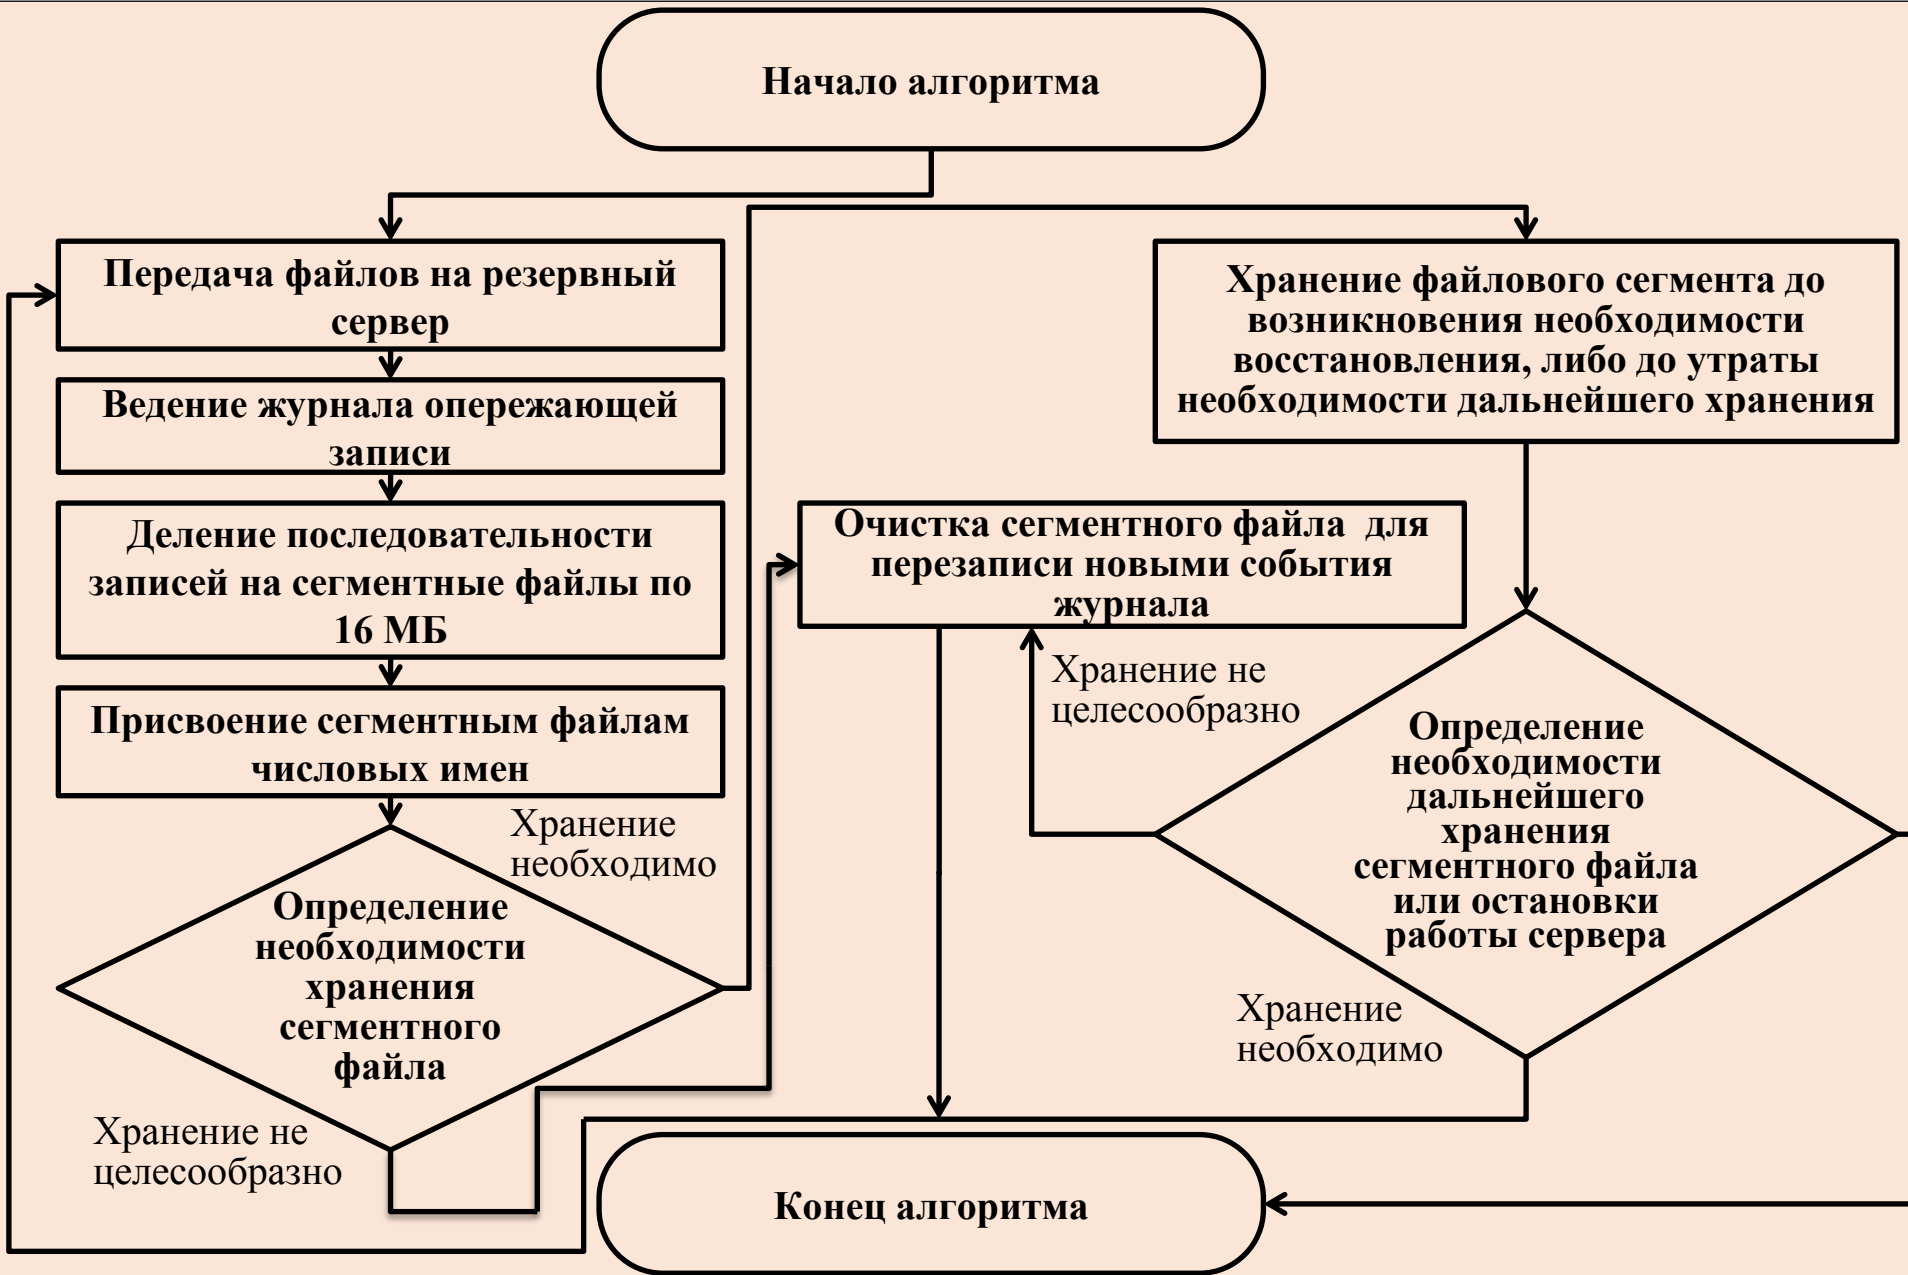 Начало алгоритма
Передача файлов на резервный
сервер
Ведение журнала опережающей
записи
Деление последовательности
записей на сегментные файлы по
16 МБ
Присвоение сегментным файлам
числовых имен
Хранение
необходимо
Определение
необходимости
хранения
сегментного
файла
Хранение не
целесообразно
Хранение файлового сегмента до
возникновения необходимости
восстановления, либо до утраты
необходимости дальнейшего хранения
Очистка сегментного файла для
перезаписи новыми события
журнала
Хранение не
целесообразно
Определение
необходимости
дальнейшего
хранения
сегментного файла
или остановки
работы сервера
Хранение
необходимо
Конец алгоритма